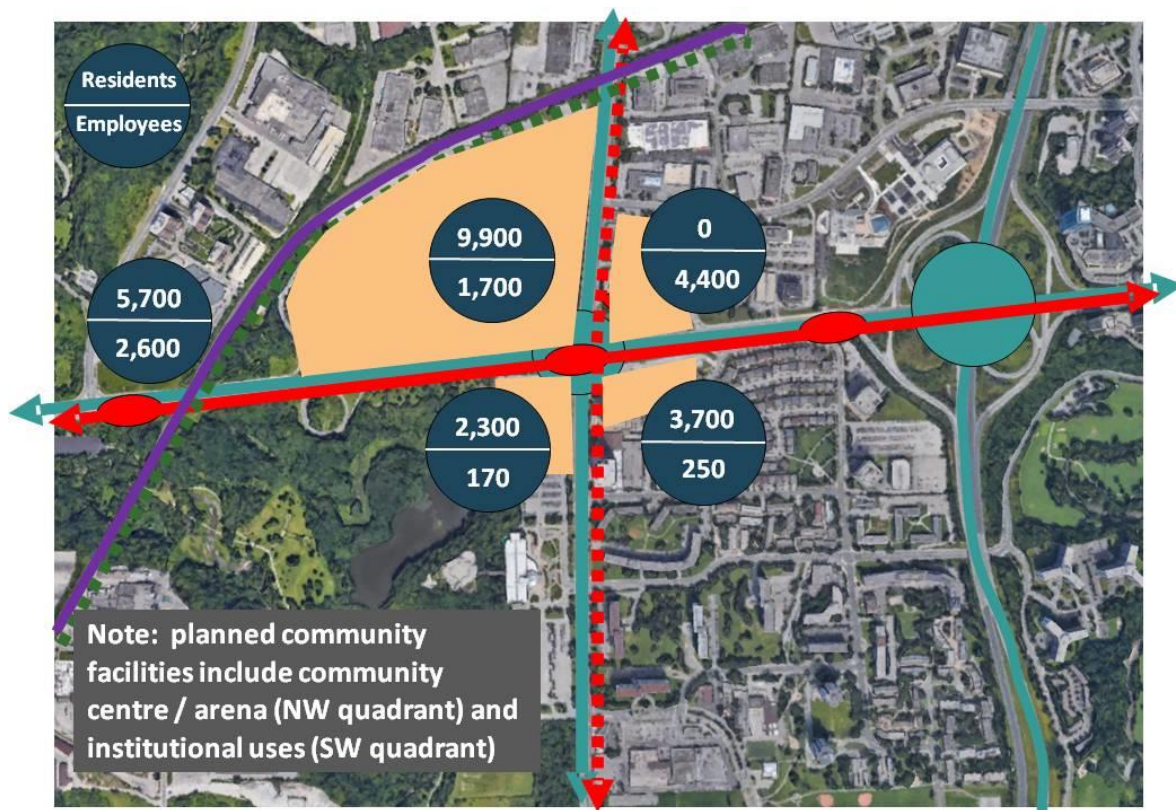 Residents
Employees
9,900
1,700
0
4,400
5,700
2,600
2,300
170
3,700
250
Note:  planned community
facilities include community
centre / arena (NW quadrant) and
institutional uses (SW quadrant)